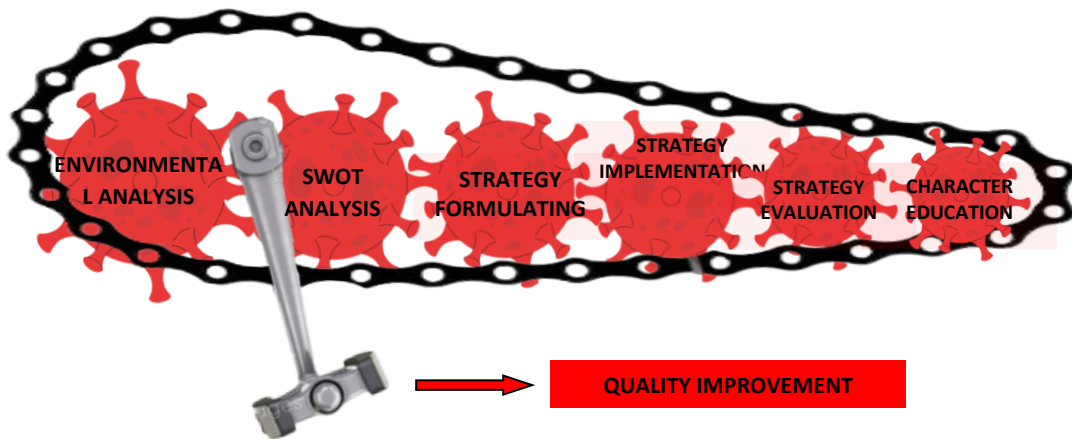 ENVIRONMENTA
L ANALYSIS
SWOT
ANALYSIS
STRATEGY
FORMULATING
STRATEGY
IMPLEMENTATION
STRATEGY
EVALUATION
CHARACTER
EDUCATION
QUALITY IMPROVEMENT